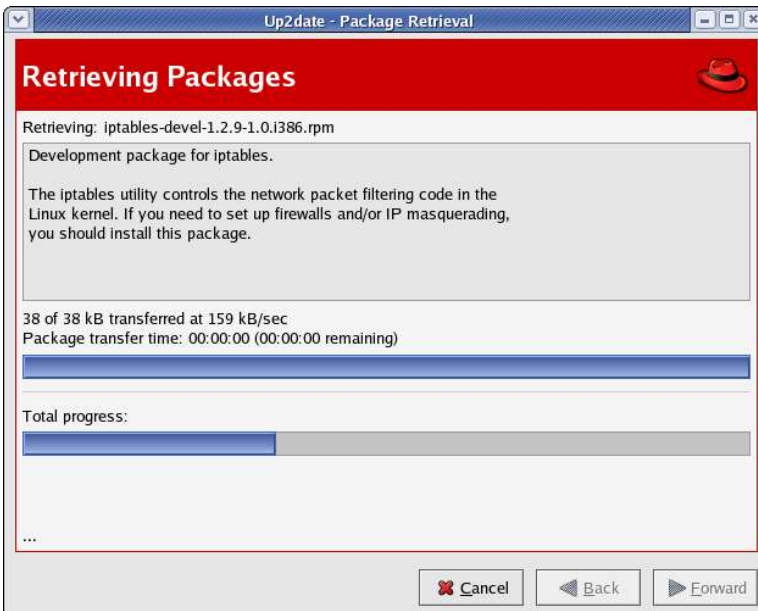 Up2date - Package Retrieval
Retrieving Packages
Retrieving: iptables-devel-1.2.9-1.0.i386.rpm
Development package for iptables.
The iptables utility controls the network packet filtering code in the
Linux kernel. If you need to set up firewalls and/or IP masquerading,
you should install this package.
38 of 38 kB transferred at 159 kB/sec
Package transfer time: 00:00:00 (00:00:00 remaining)
Total progress:
...
Cancel
Back
Forward